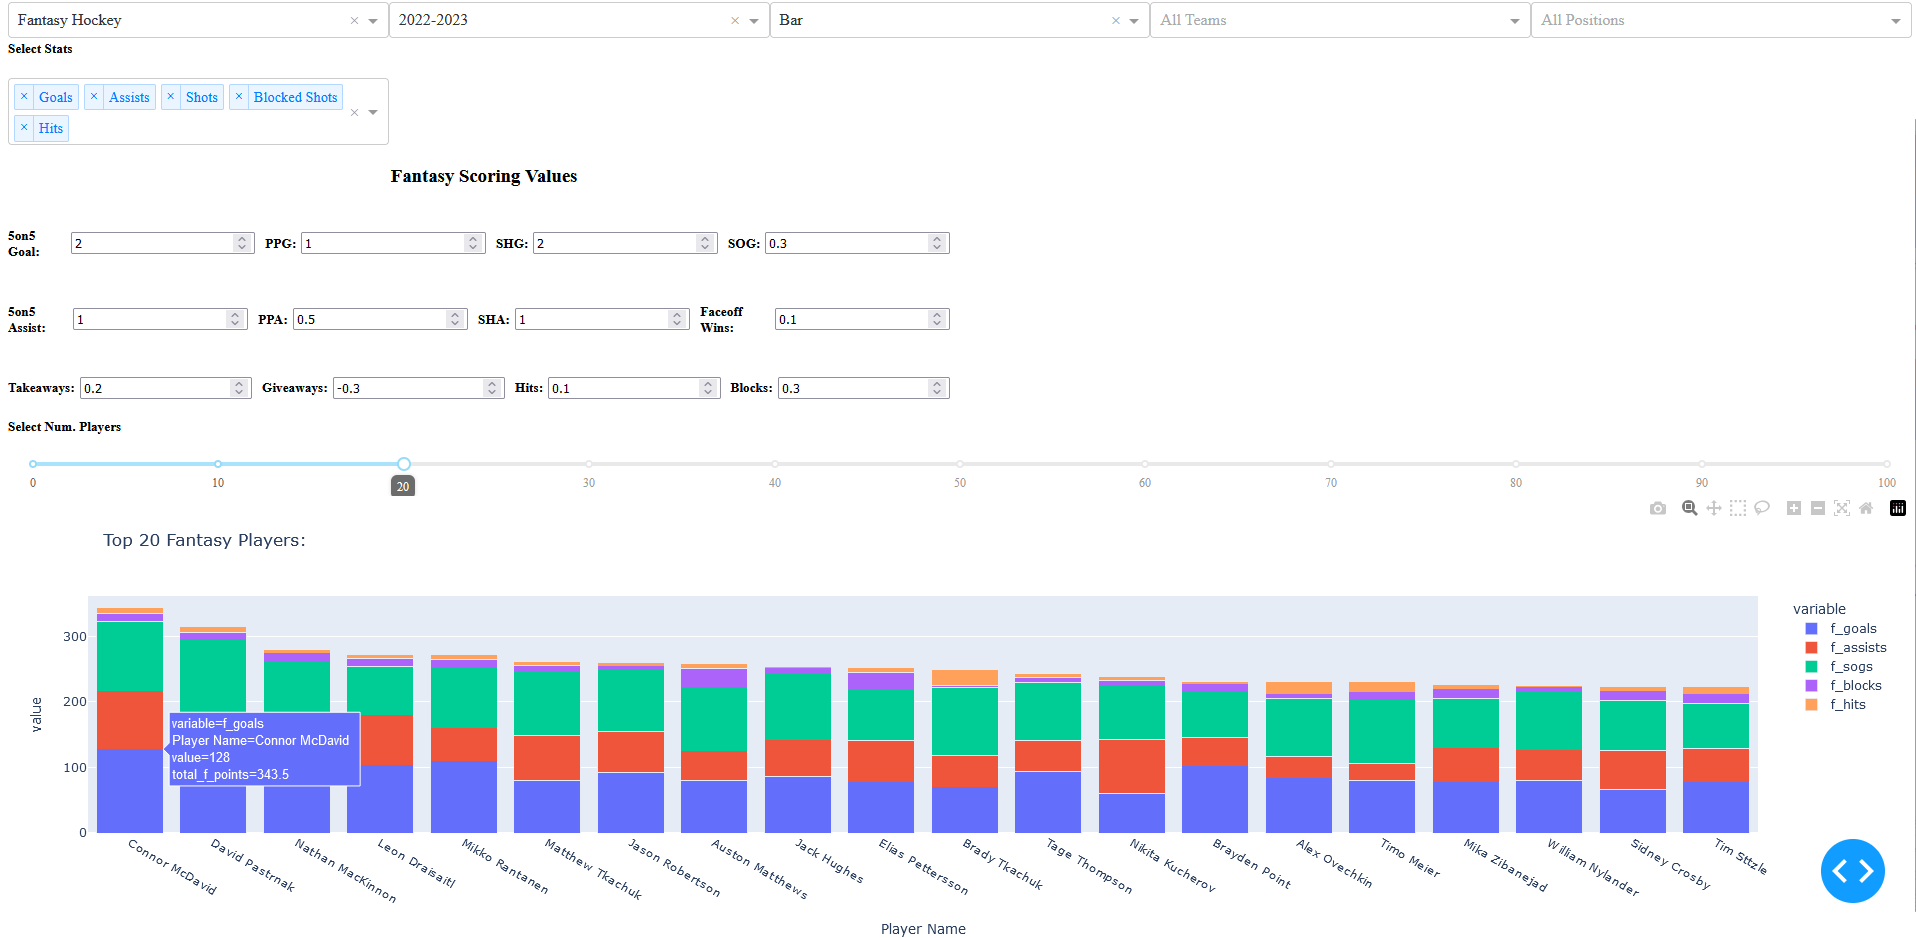 Fantasy Hockey × 2022-2023 × Bar × All Teams All Positions
Select Stats
× Goals × Assists × Shots × Blocked Shots ×
× Hits
Fantasy Scoring Values
5on5 Goal: 2 PPG: 1 SHG: 2 SOG: 0.3
5on5 Assist: 1 PPA: 0.5 SHA: 1 Faceoff Wins: 0.1
Takeaways: 0.2 Giveaways: -0.3 Hits: 0.1 Blocks: 0.3
Select Num. Players
0 10 20 30 40 50 60 70 80 90 100
Top 20 Fantasy Players:
value
300
200
100
0
variable=f_goals
Player Name=Connor McDavid
value=128
total_f_points=343.5
variable
f_goals
f_assists
f_sogs
f_blocks
f_hits
Connor McDavid
David Pastrnak
Nathan MacKinnon
Leon Draisaitl
Mikko Rantanen
Matthew Tkachuk
Jason Robertson
Auston Matthews
Jack Hughes
Elias Pettersson
Brady Tkachuk
Tage Thompson
Nikita Kucherov
Brayden Point
Alex Ovechkin
Timo Meier
Mika Zibanejad
William Nylander
Sidney Crosby
Tim Sttzle
Player Name